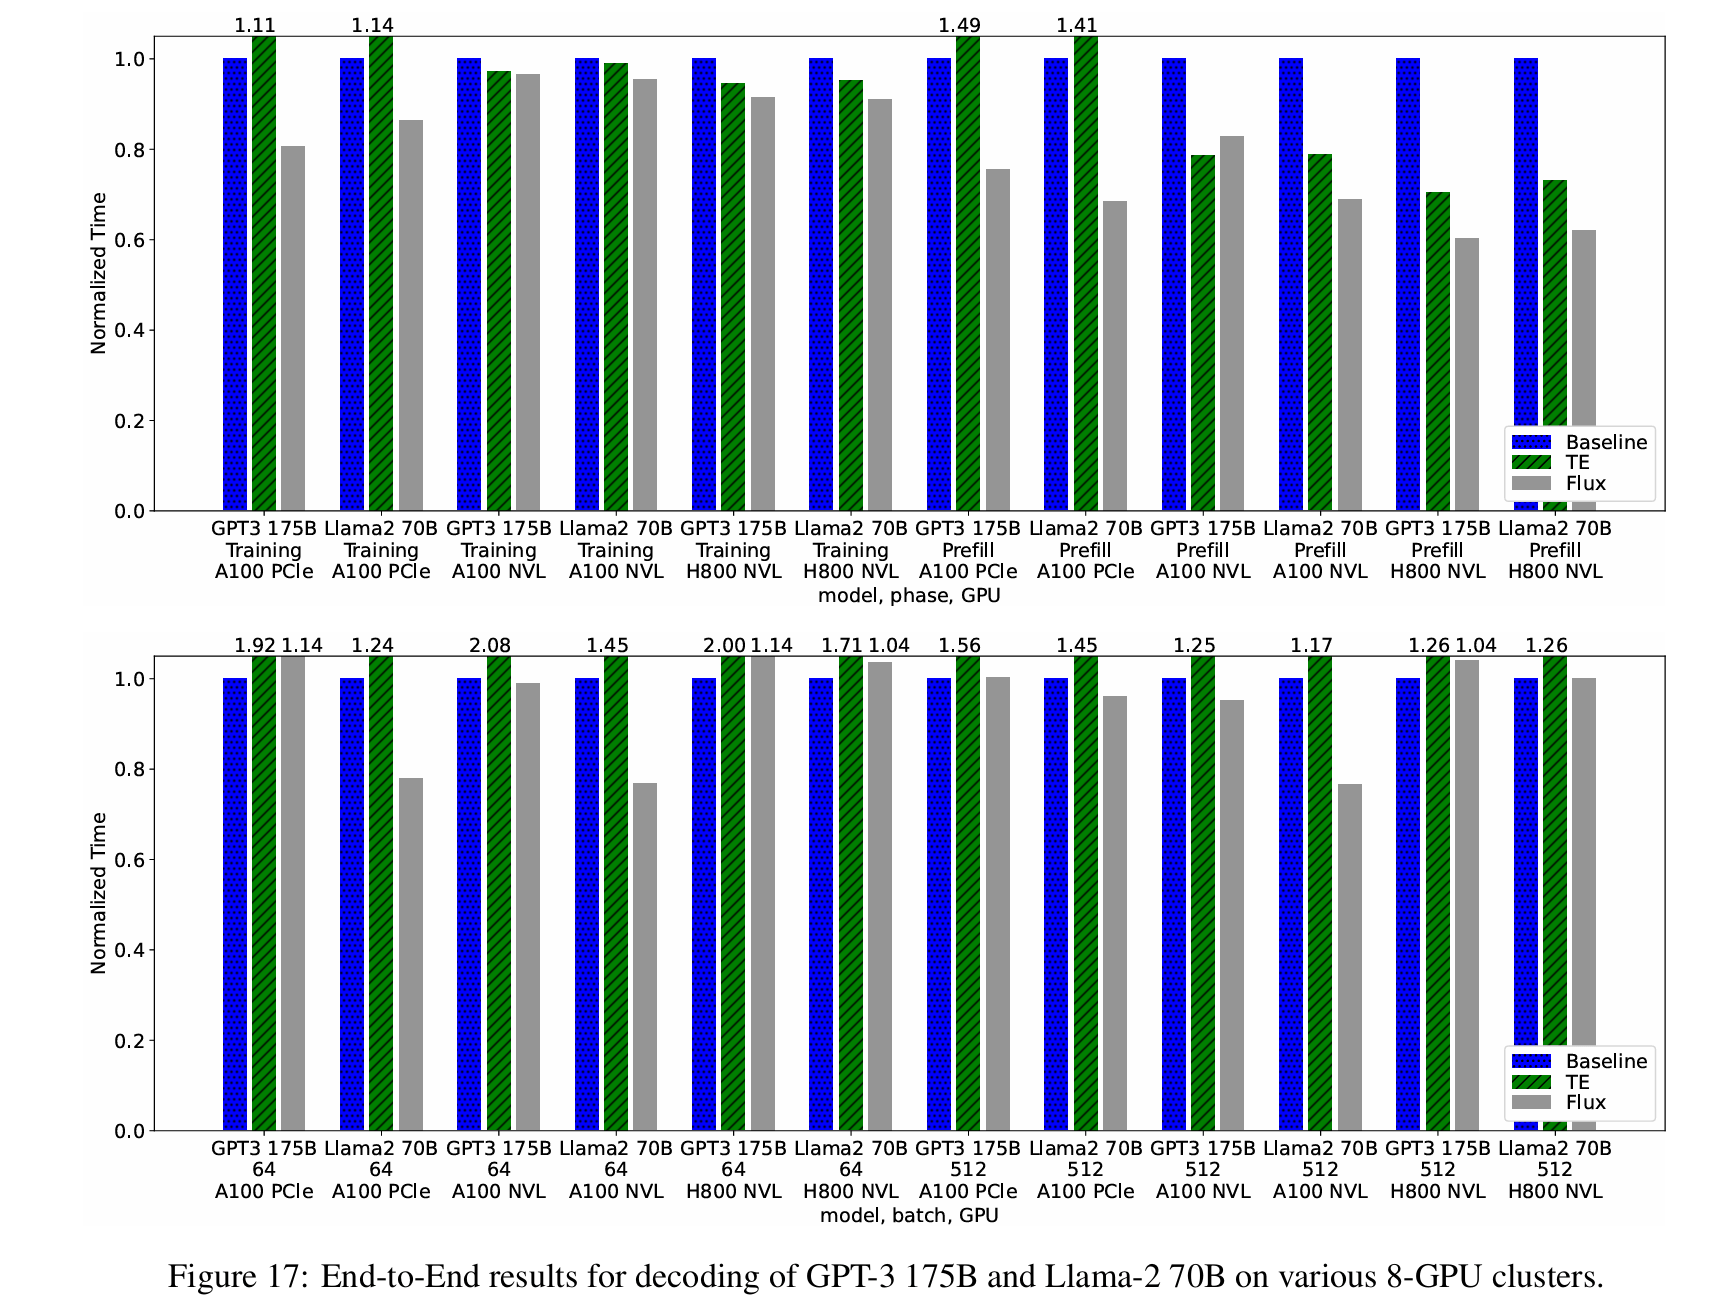 1.11 1.14 1.49 1.41
1.0
0.8
0.6
0.4
0.2
0.0
Normalized Time
Baseline
TE
Flux
GPT3 175B Llama2 70B GPT3 175B Llama2 70B GPT3 175B Llama2 70B GPT3 175B Llama2 70B GPT3 175B Llama2 70B GPT3 175B Llama2 70B
Training Training Training Training Training Training Prefill Prefill Prefill Prefill Prefill Prefill
A100 PCIe A100 PCIe A100 NVL A100 NVL H800 NVL H800 NVL A100 PCIe A100 PCIe A100 NVL A100 NVL H800 NVL H800 NVL
model, phase, GPU
1.92 1.14 1.24 2.08 1.45 2.00 1.14 1.71 1.04 1.56 1.45 1.25 1.17 1.26 1.04 1.26
1.0
0.8
0.6
0.4
0.2
0.0
Normalized Time
Baseline
TE
Flux
GPT3 175B Llama2 70B GPT3 175B Llama2 70B GPT3 175B Llama2 70B GPT3 175B Llama2 70B GPT3 175B Llama2 70B GPT3 175B Llama2 70B
64 64 64 64 64 64 512 512 512 512 512 512
A100 PCIe A100 PCIe A100 NVL A100 NVL H800 NVL H800 NVL A100 PCIe A100 PCIe A100 NVL A100 NVL H800 NVL H800 NVL
model, batch, GPU
Figure 17: End-to-End results for decoding of GPT-3 175B and Llama-2 70B on various 8-GPU clusters.